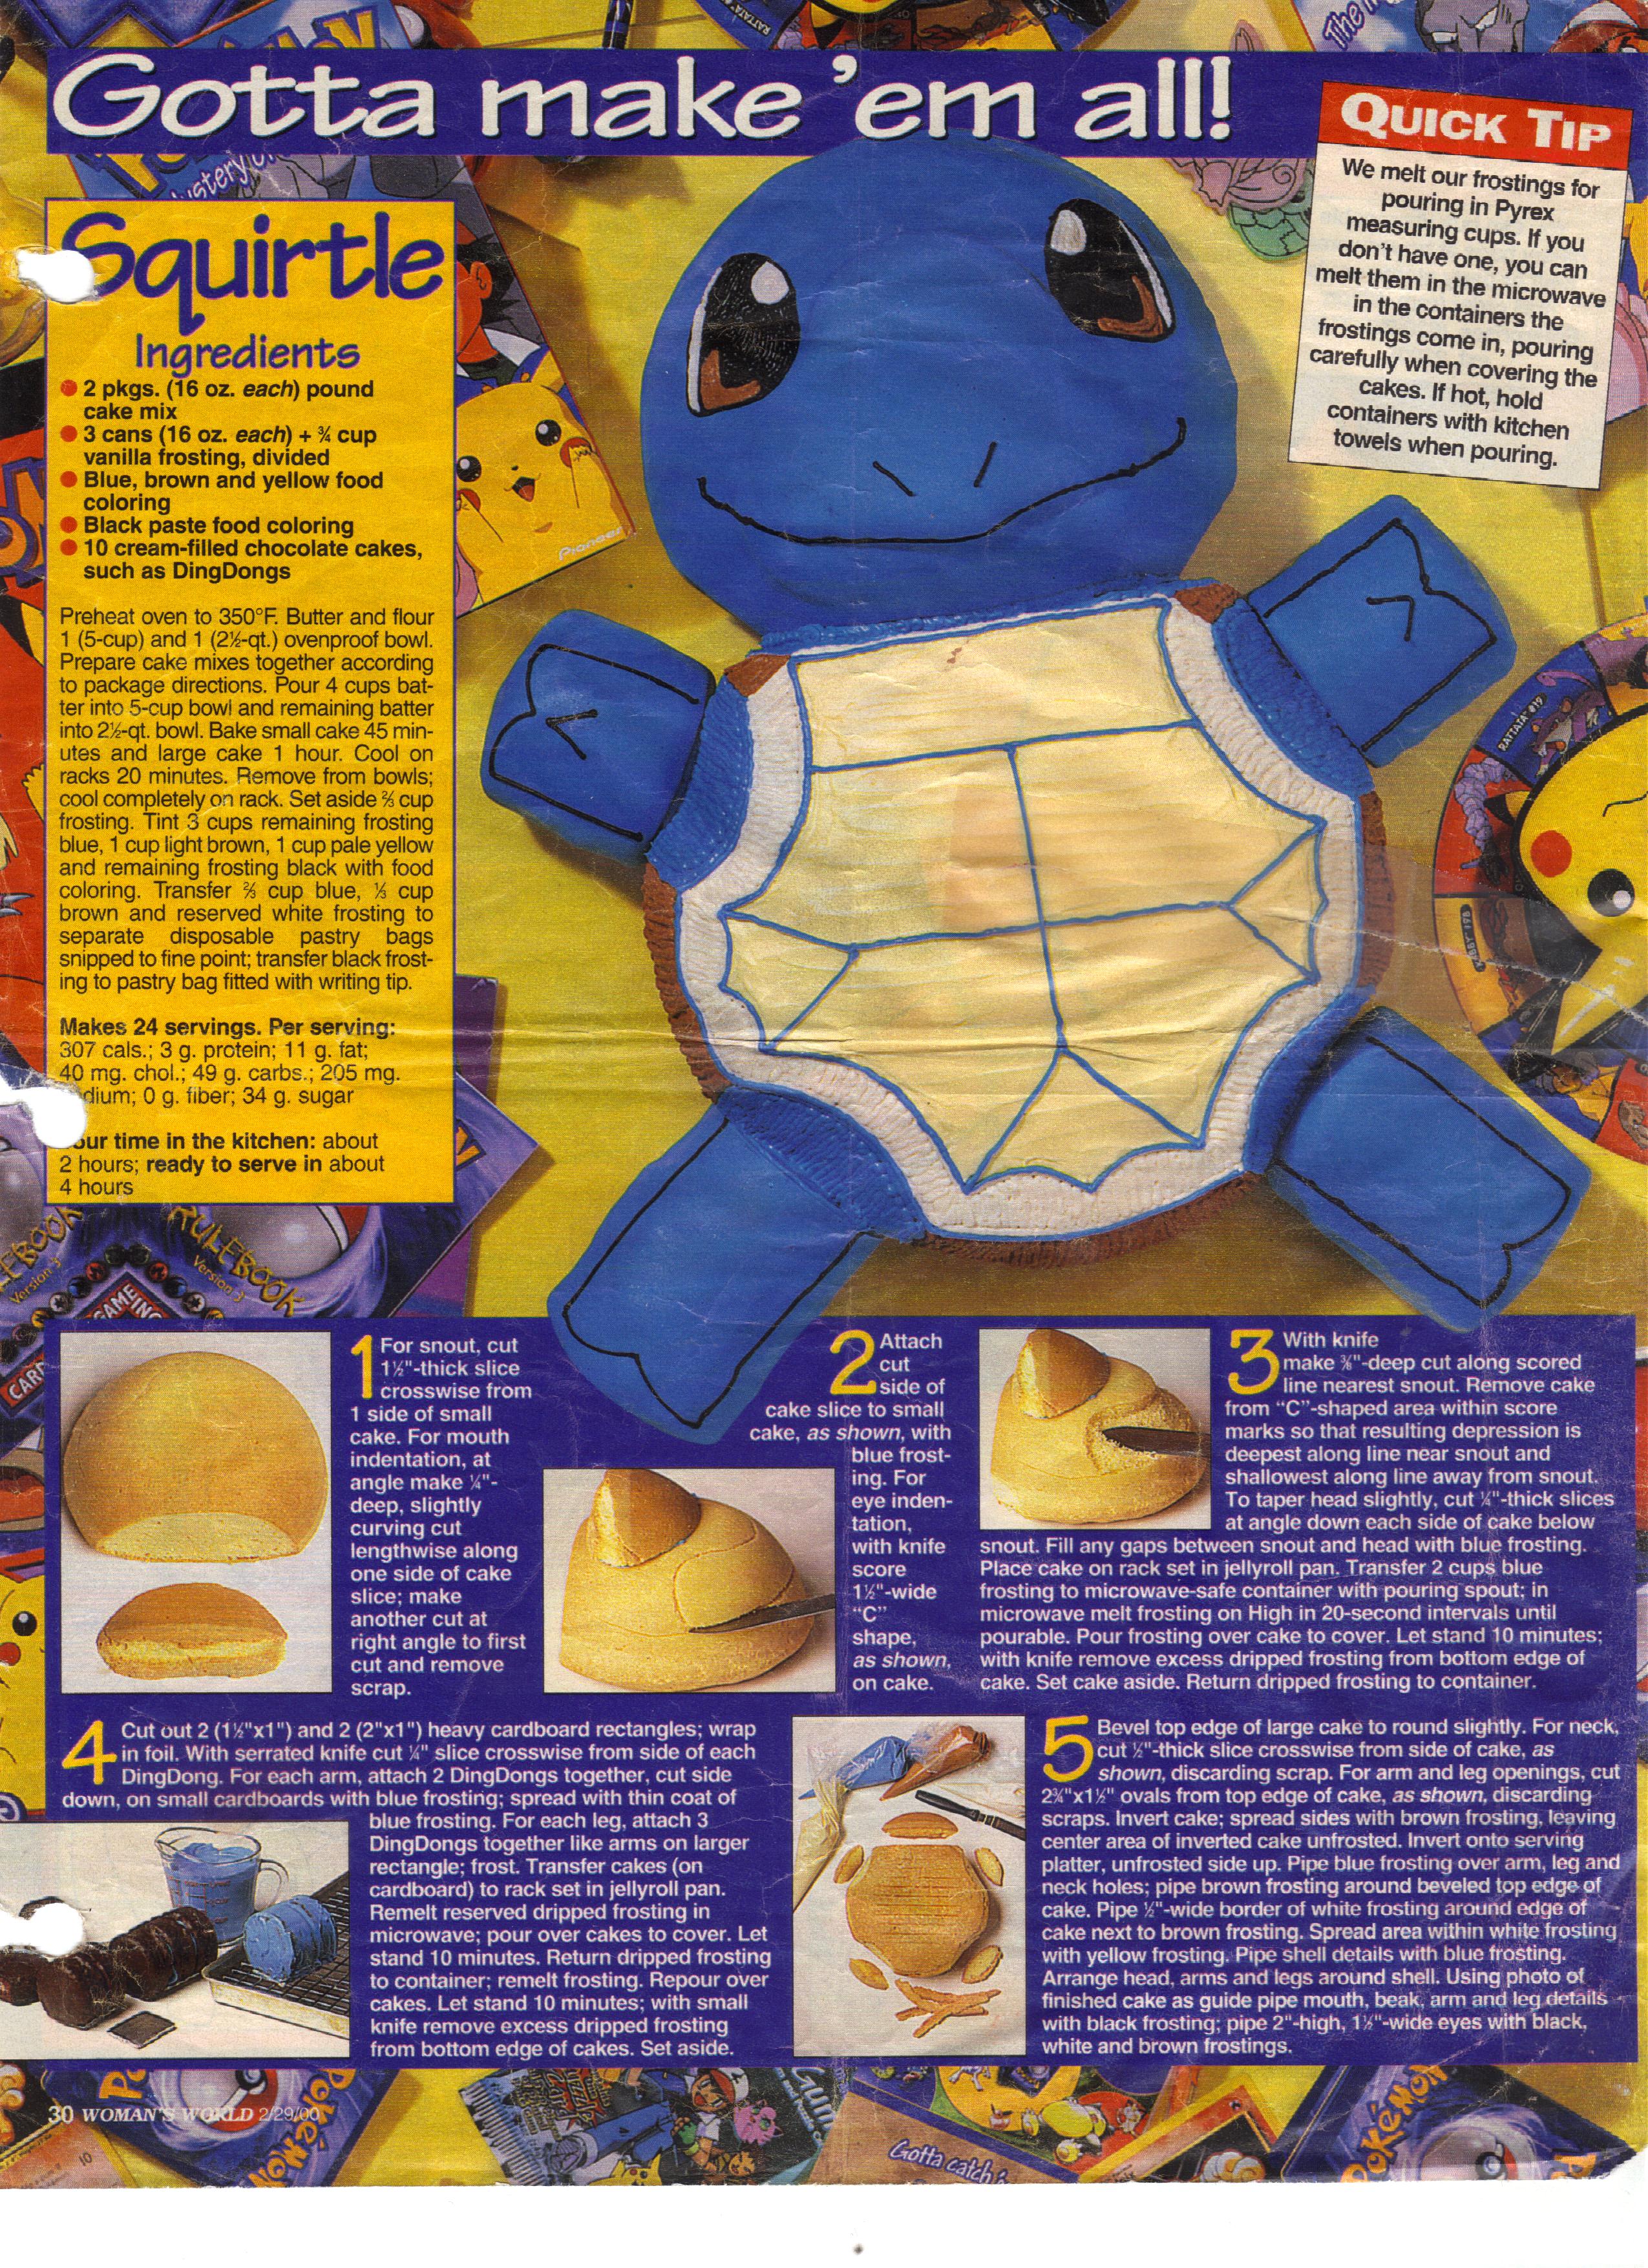 Gotta make 'em all!
QUICK TIP
We melt our frostings for
pouring in Pyrex
measuring cups. If you
don't have one, you can
melt them in the microwave
in the containers the
frostings come in, pouring
carefully when covering the
cakes. If hot, hold
containers with kitchen
towels when pouring.
Squirtle
Ingredients
● 2 pkgs. (16 oz. each) pound
cake mix
● 3 cans (16 oz. each) + ¾ cup
vanilla frosting, divided
● Blue, brown and yellow food
coloring
● Black paste food coloring
● 10 cream-filled chocolate cakes,
such as DingDongs
Preheat oven to 350°F. Butter and flour
1 (5-cup) and 1 (2½-qt.) ovenproof bowl.
Prepare cake mixes together according
to package directions. Pour 4 cups bat-
ter into 5-cup bowl and remaining batter
into 2½-qt. bowl. Bake small cake 45 min-
utes and large cake 1 hour. Cool on
racks 20 minutes. Remove from bowls;
cool completely on rack. Set aside ⅔ cup
frosting. Tint 3 cups remaining frosting
blue, 1 cup light brown, 1 cup pale yellow
and remaining frosting black with food
coloring. Transfer ⅔ cup blue, ⅓ cup
brown and reserved white frosting to
separate disposable pastry bags
snipped to fine point; transfer black frost-
ing to pastry bag fitted with writing tip.
Makes 24 servings. Per serving:
307 cals.; 3 g. protein; 11 g. fat;
40 mg. chol.; 49 g. carbs.; 205 mg.
dium; 0 g. fiber; 34 g. sugar
our time in the kitchen: about
2 hours; ready to serve in about
4 hours
Pioneer
RATTATA #19
RULEBOOK
Version 3
1 For snout, cut
1½"-thick slice
crosswise from
1 side of small
cake. For mouth
indentation, at
angle make ¼"-
deep, slightly
curving cut
lengthwise along
one side of cake
slice; make
another cut at
right angle to first
cut and remove
scrap.
2 Attach
cut
side of
cake slice to small
cake, as shown, with
blue frost-
ing. For
eye inden-
tation,
with knife
score
1½"-wide
"C"
shape,
as shown,
on cake.
3 With knife
make ⅜"-deep cut along scored
line nearest snout. Remove cake
from "C"-shaped area within score
marks so that resulting depression is
deepest along line near snout and
shallowest along line away from snout.
To taper head slightly, cut ¼"-thick slices
at angle down each side of cake below
snout. Fill any gaps between snout and head with blue frosting.
Place cake on rack set in jellyroll pan. Transfer 2 cups blue
frosting to microwave-safe container with pouring spout; in
microwave melt frosting on High in 20-second intervals until
pourable. Pour frosting over cake to cover. Let stand 10 minutes;
with knife remove excess dripped frosting from bottom edge of
cake. Set cake aside. Return dripped frosting to container.
4 Cut out 2 (1½"x1") and 2 (2"x1") heavy cardboard rectangles; wrap
in foil. With serrated knife cut ¼" slice crosswise from side of each
DingDong. For each arm, attach 2 DingDongs together, cut side
down, on small cardboards with blue frosting; spread with thin coat of
blue frosting. For each leg, attach 3
DingDongs together like arms on larger
rectangle; frost. Transfer cakes (on
cardboard) to rack set in jellyroll pan.
Remelt reserved dripped frosting in
microwave; pour over cakes to cover. Let
stand 10 minutes. Return dripped frosting
to container; remelt frosting. Repour over
cakes. Let stand 10 minutes; with small
knife remove excess dripped frosting
from bottom edge of cakes. Set aside.
5 Bevel top edge of large cake to round slightly. For neck,
cut ½"-thick slice crosswise from side of cake, as
shown, discarding scrap. For arm and leg openings, cut
2¾"x1½" ovals from top edge of cake, as shown, discarding
scraps. Invert cake; spread sides with brown frosting, leaving
center area of inverted cake unfrosted. Invert onto serving
platter, unfrosted side up. Pipe blue frosting over arm, leg and
neck holes; pipe brown frosting around beveled top edge of
cake. Pipe ½"-wide border of white frosting around edge of
cake next to brown frosting. Spread area within white frosting
with yellow frosting. Pipe shell details with blue frosting.
Arrange head, arms and legs around shell. Using photo of
finished cake as guide pipe mouth, beak, arm and leg details
with black frosting; pipe 2"-high, 1½"-wide eyes with black,
white and brown frostings.
30 WOMAN'S WORLD 2/29/00
Gotta catch
POKéMON